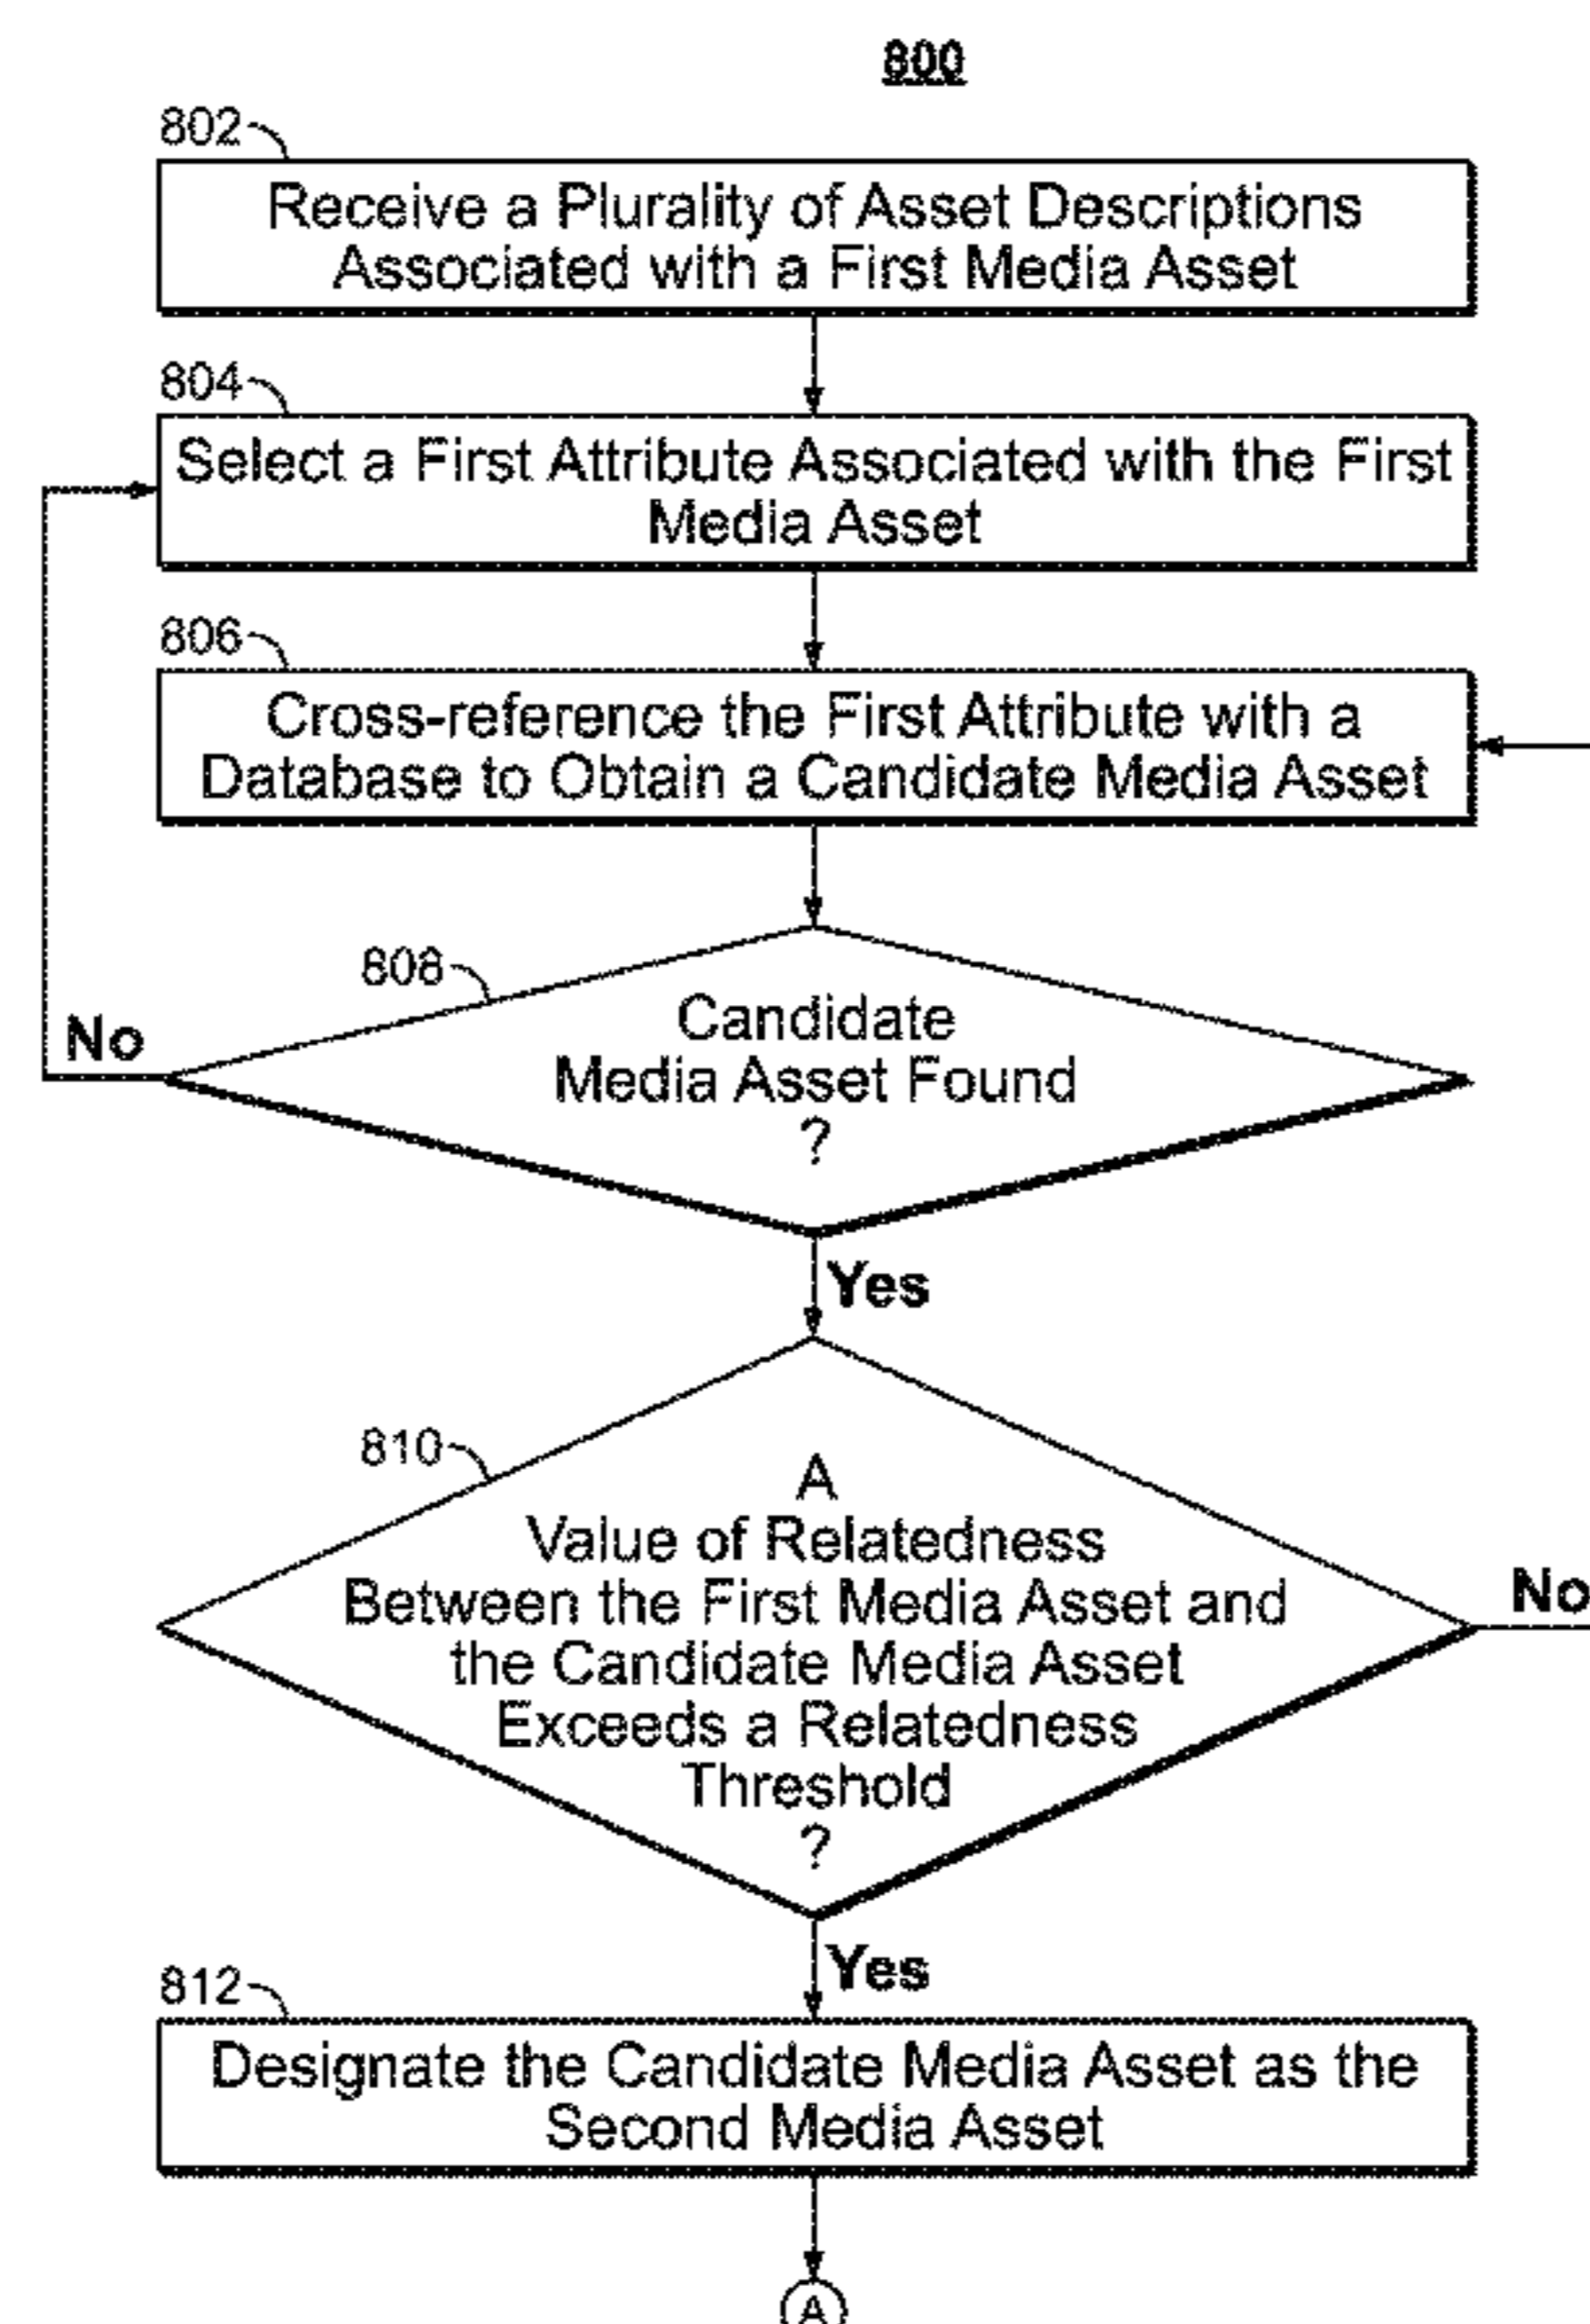 800
802
Receive a Plurality of Asset Descriptions
Associated with a First Media Asset
804
Select a First Attribute Associated with the First
Media Asset
806
Cross-reference the First Attribute with a
Database to Obtain a Candidate Media Asset
808
Candidate
Media Asset Found
?
No
Yes
810
A
Value of Relatedness
Between the First Media Asset and
the Candidate Media Asset
Exceeds a Relatedness
Threshold
?
No
Yes
812
Designate the Candidate Media Asset as the
Second Media Asset
A